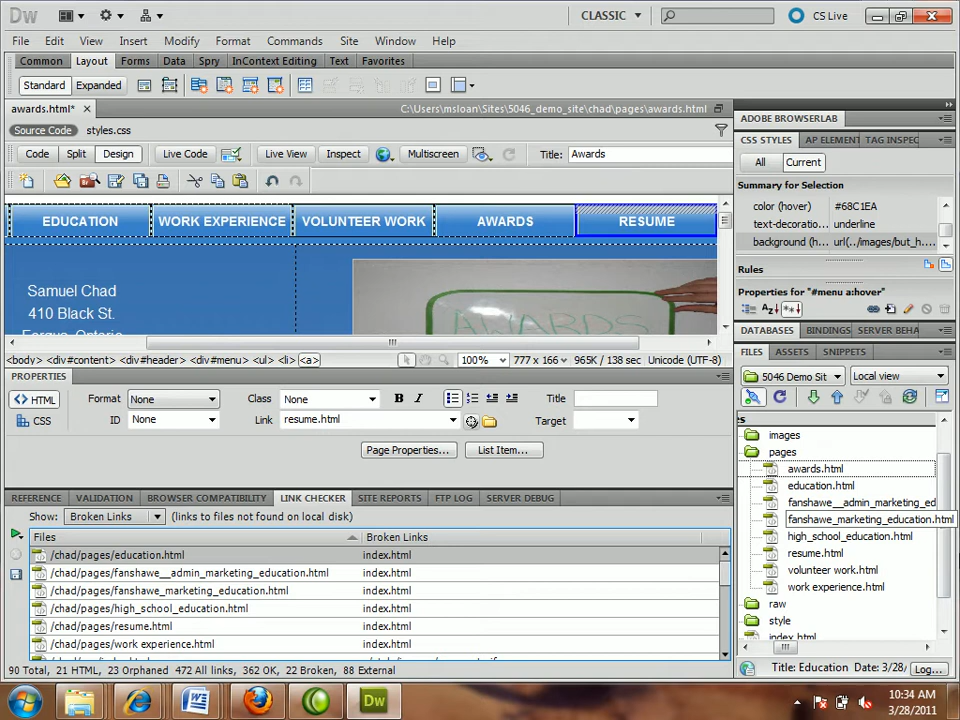 Dw CLASSIC CS Live
File Edit View Insert Modify Format Commands Site Window Help
Common Layout Forms Data Spry InContext Editing Text Favorites
Standard Expanded
awards.html* C:\Users\msloan\Sites\5046_demo_site\chad\pages\awards.html
Source Code styles.css
Code Split Design Live Code Live View Inspect Multiscreen Title: Awards
EDUCATION WORK EXPERIENCE VOLUNTEER WORK AWARDS RESUME
Samuel Chad
410 Black St.
Fergus, Ontario
AWARDS
<body> <div#content> <div#header> <div#menu> <ul> <li> <a> 100% 777 x 166 965K / 138 sec Unicode (UTF-8)
PROPERTIES
HTML Format None Class None B I Title
CSS ID None Link resume.html Target
Page Properties... List Item...
REFERENCE VALIDATION BROWSER COMPATIBILITY LINK CHECKER SITE REPORTS FTP LOG SERVER DEBUG
Show: Broken Links (links to files not found on local disk)
Files Broken Links
/chad/pages/education.html index.html
/chad/pages/fanshawe__admin_marketing_education.html index.html
/chad/pages/fanshawe_marketing_education.html index.html
/chad/pages/high_school_education.html index.html
/chad/pages/resume.html index.html
/chad/pages/work experience.html index.html
90 Total, 21 HTML, 23 Orphaned 472 All links, 362 OK, 22 Broken, 88 External
ADOBE BROWSERLAB
CSS STYLES AP ELEMENT TAG INSPEC
All Current
Summary for Selection
color (hover) #68C1EA
text-decoratio... underline
background (h... url(../images/but_h...
Rules
Properties for "#menu a:hover"
DATABASES BINDINGS SERVER BEHA
FILES ASSETS SNIPPETS
5046 Demo Sit Local view
images
pages
awards.html
education.html
fanshawe__admin_marketing_ed
fanshawe_marketing_education.html
high_school_education.html
resume.html
volunteer work.html
work experience.html
raw
style
index.html
Title: Education Date: 3/28/ Log...
Dw 10:34 AM
3/28/2011